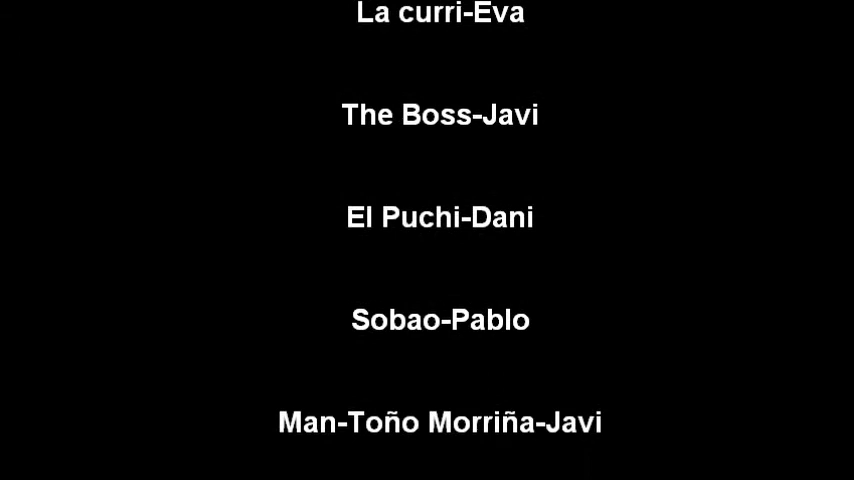 La curri-Eva
The Boss-Javi
El Puchi-Dani
Sobao-Pablo
Man-Toño Morriña-Javi